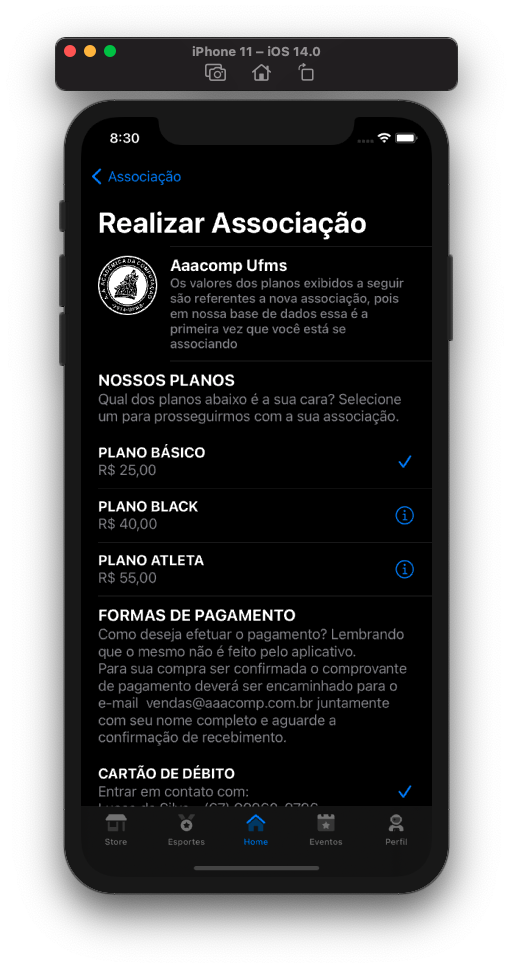 iPhone 11 – iOS 14.0
8:30
Associação
Realizar Associação
Aaacomp Ufms
Os valores dos planos exibidos a seguir
são referentes a nova associação, pois
em nossa base de dados essa é a
primeira vez que você está se
associando
NOSSOS PLANOS
Qual dos planos abaixo é a sua cara? Selecione
um para prosseguirmos com a sua associação.
PLANO BÁSICO
R$ 25,00
PLANO BLACK
R$ 40,00
PLANO ATLETA
R$ 55,00
FORMAS DE PAGAMENTO
Como deseja efetuar o pagamento? Lembrando
que o mesmo não é feito pelo aplicativo.
Para sua compra ser confirmada o comprovante
de pagamento deverá ser encaminhado para o
e-mail  vendas@aaacomp.com.br juntamente
com seu nome completo e aguarde a
confirmação de recebimento.
CARTÃO DE DÉBITO
Entrar em contato com:
Store
Esportes
Home
Eventos
Perfil